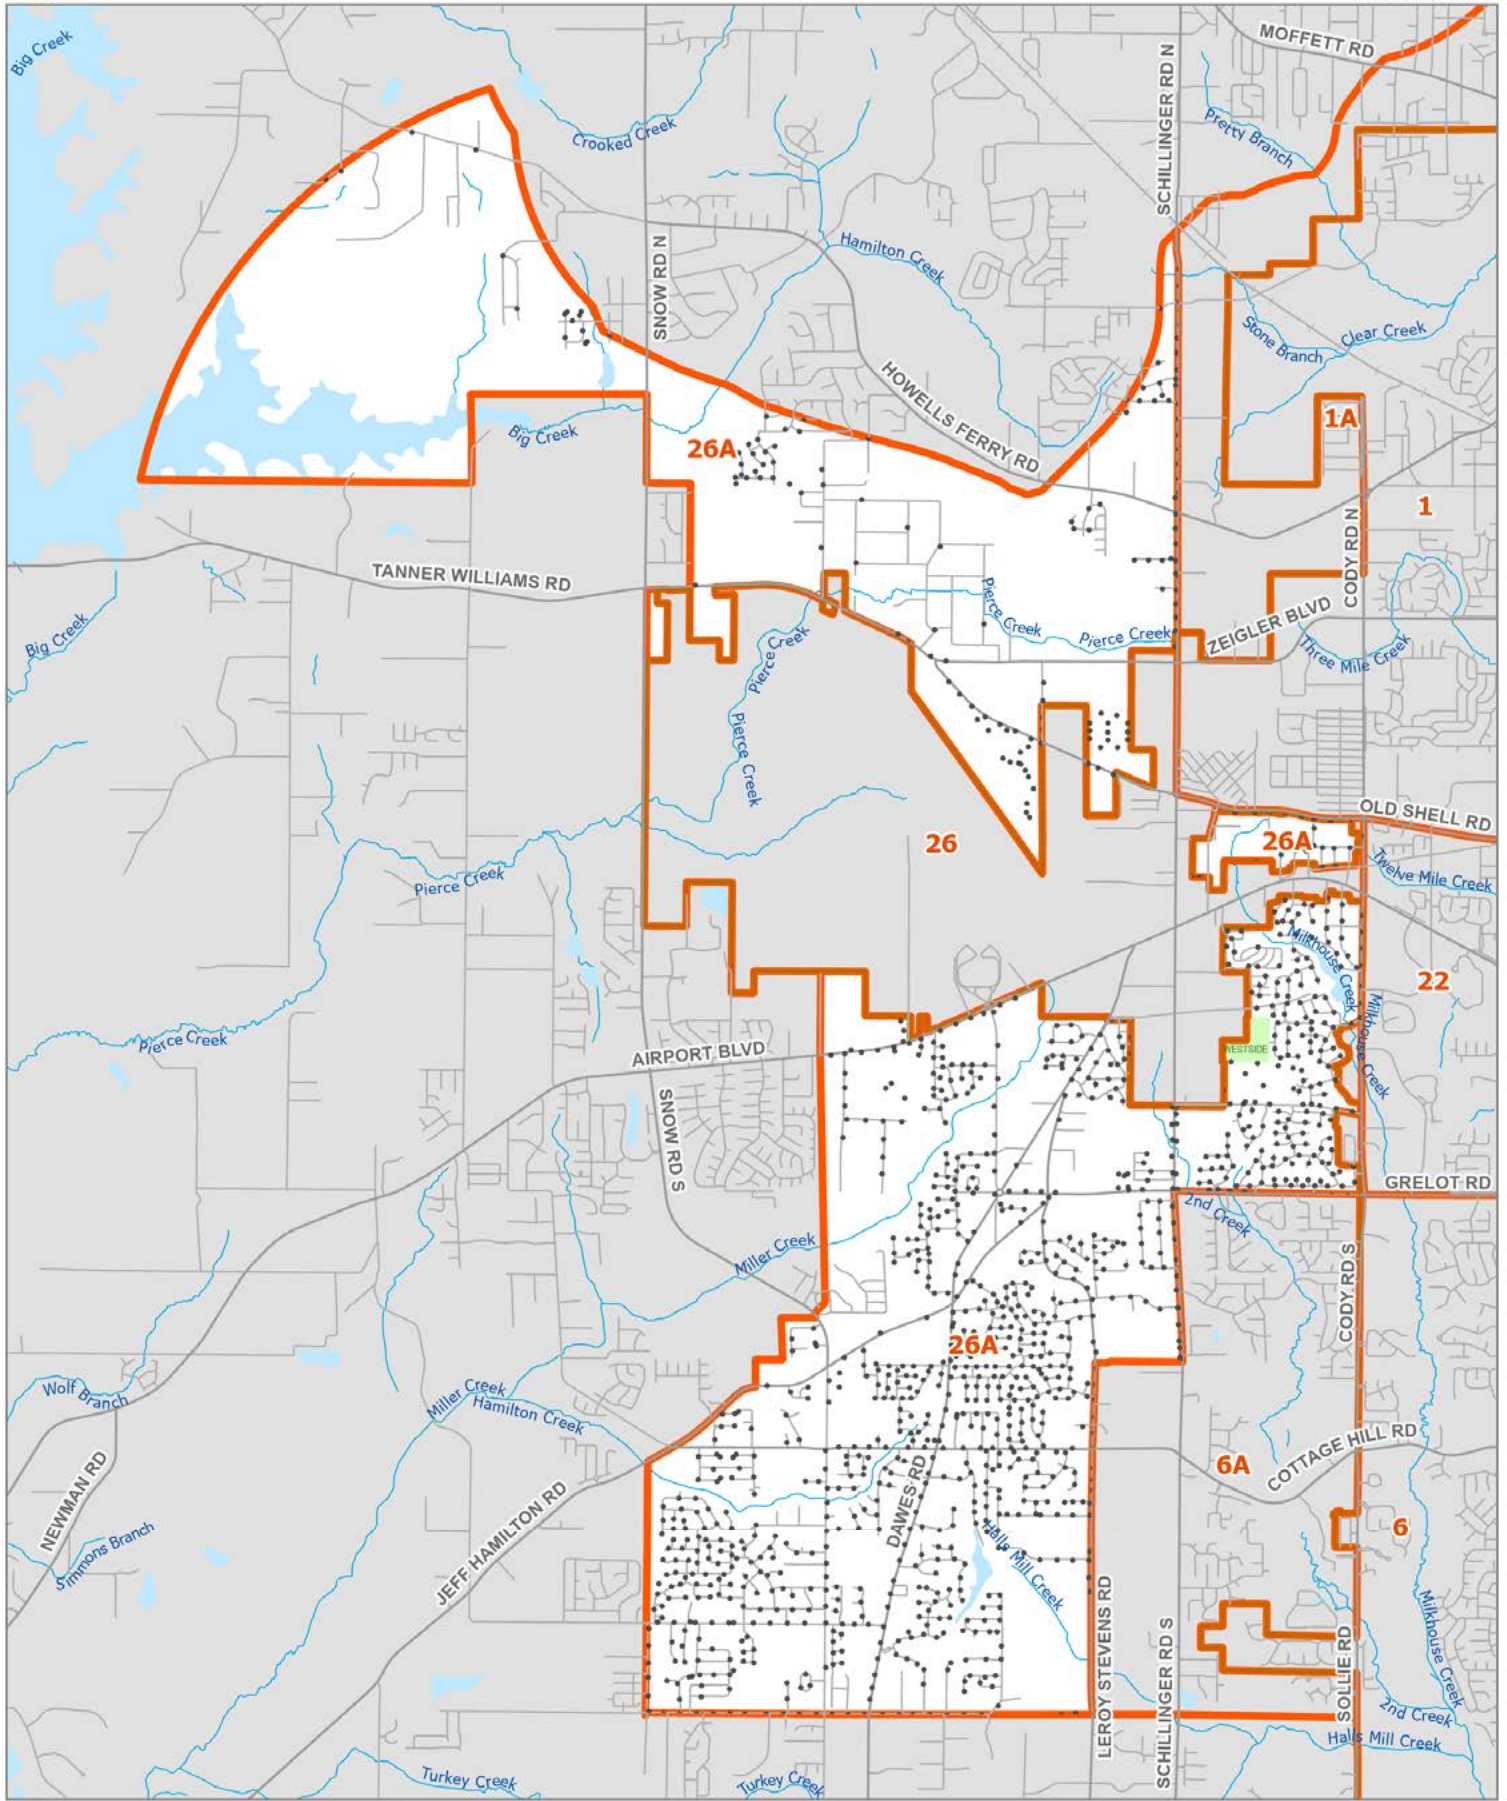 MOFFETT RD
Big Creek
SCHILLINGER RD N
Crooked Creek
Pretty Branch
Hamilton Creek
SNOW RD N
Stone Branch
Clear Creek
HOWELLS FERRY RD
1A
Big Creek
26A
1
CODY RD N
TANNER WILLIAMS RD
Pierce Creek
Pierce Creek
ZEIGLER BLVD
Big Creek
Pierce Creek
Three Mile Creek
Pierce Creek
OLD SHELL RD
26
26A
Twelve Mile Creek
Pierce Creek
Milkhouse Creek
22
Milkhouse Creek
Pierce Creek
AIRPORT BLVD
WESTSIDE
SNOW RD S
GRELOT RD
2nd Creek
Miller Creek
CODY RD S
26A
Wolf Branch
Miller Creek
Hamilton Creek
COTTAGE HILL RD
6A
NEWMAN RD
DAWES RD
JEFF HAMILTON RD
6
Simmons Branch
Halls Mill Creek
LEROY STEVENS RD
SCHILLINGER RD S
SOLLIE RD
Milkhouse Creek
2nd Creek
Halls Mill Creek
Turkey Creek
Turkey Creek